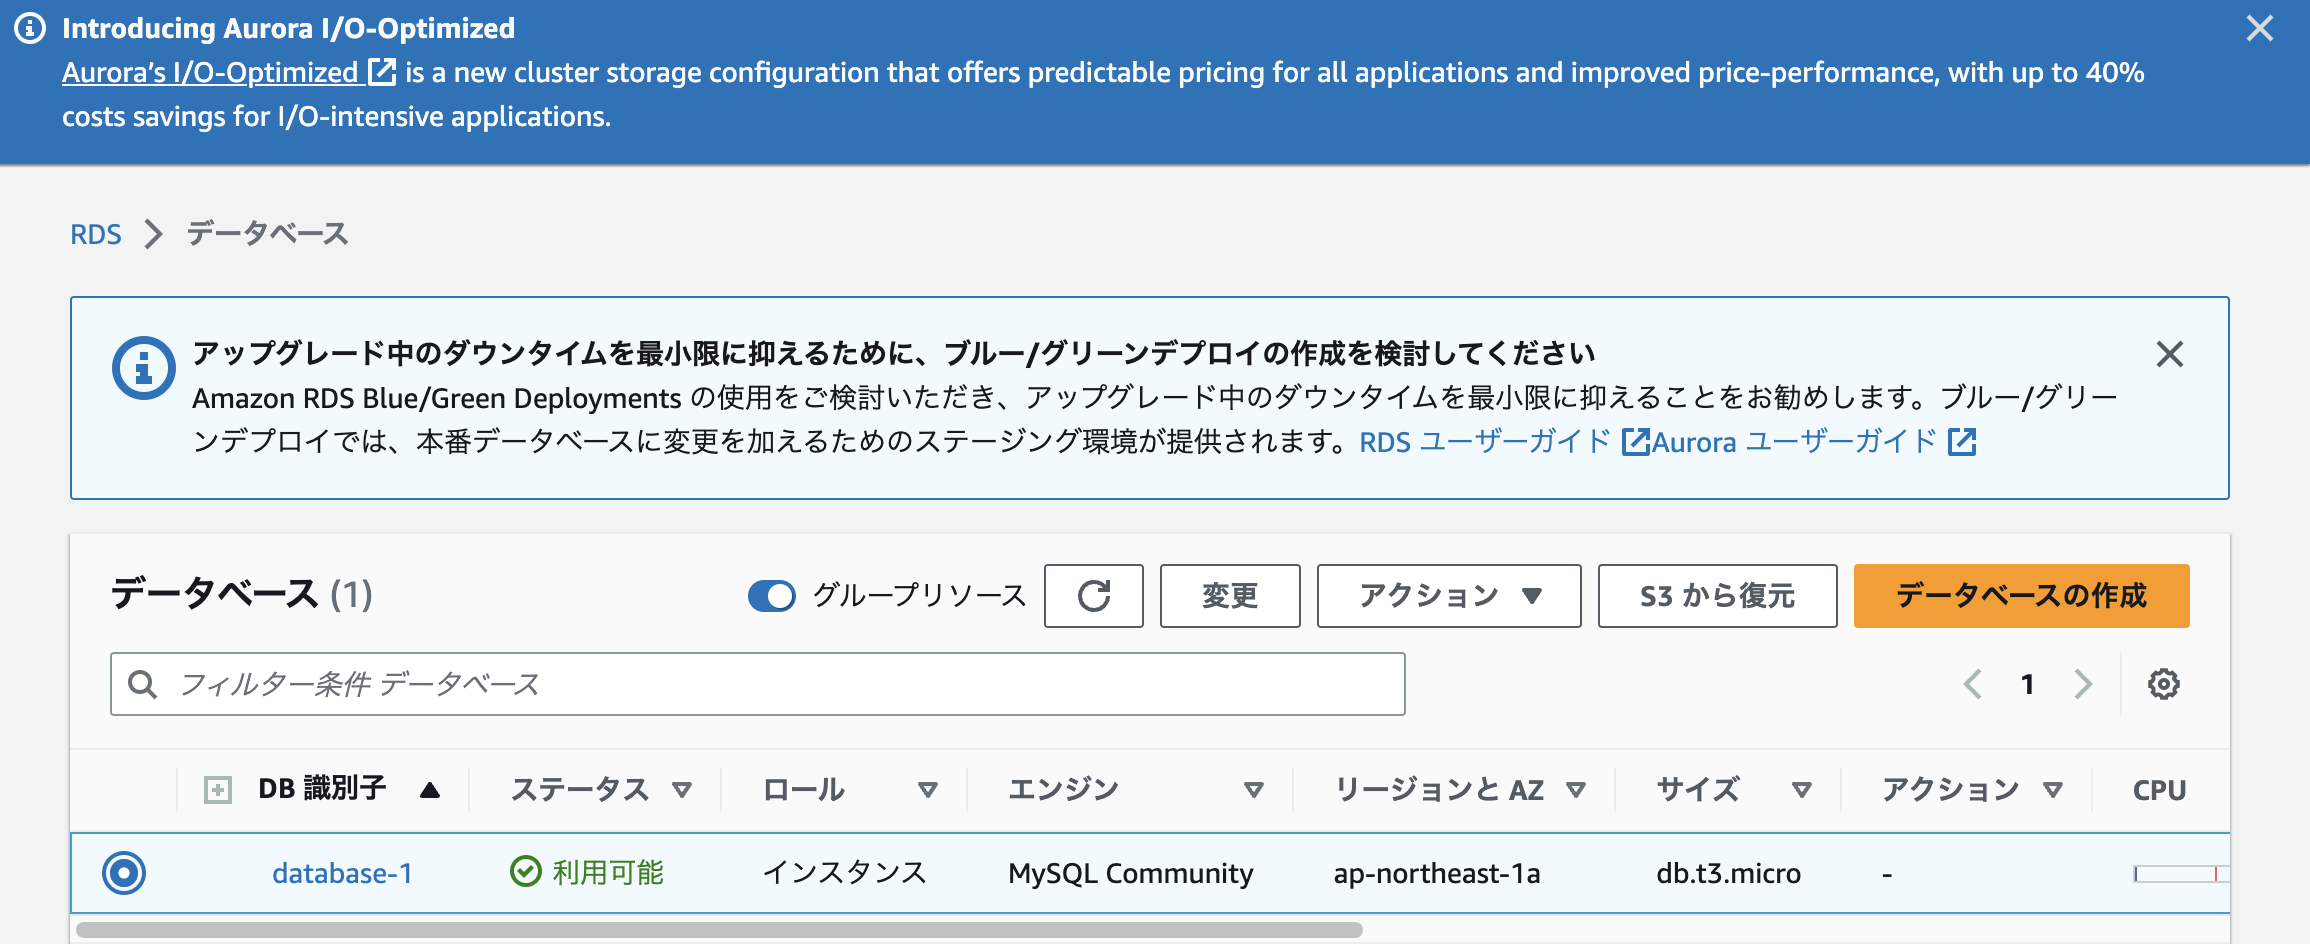 Introducing Aurora I/O-Optimized
Aurora's I/O-Optimized is a new cluster storage configuration that offers predictable pricing for all applications and improved price-performance, with up to 40%
costs savings for I/O-intensive applications.
RDS > データベース
アップグレード中のダウンタイムを最小限に抑えるために、ブルー/グリーンデプロイの作成を検討してください
Amazon RDS Blue/Green Deployments の使用をご検討いただき、アップグレード中のダウンタイムを最小限に抑えることをお勧めします。ブルー/グリー
ンデプロイでは、本番データベースに変更を加えるためのステージング環境が提供されます。RDS ユーザーガイド Aurora ユーザーガイド
データベース (1) グループリソース 変更 アクション S3 から復元 データベースの作成
フィルター条件 データベース 1
DB 識別子 ステータス ロール エンジン リージョンと AZ サイズ アクション CPU
database-1 利用可能 インスタンス MySQL Community ap-northeast-1a db.t3.micro -